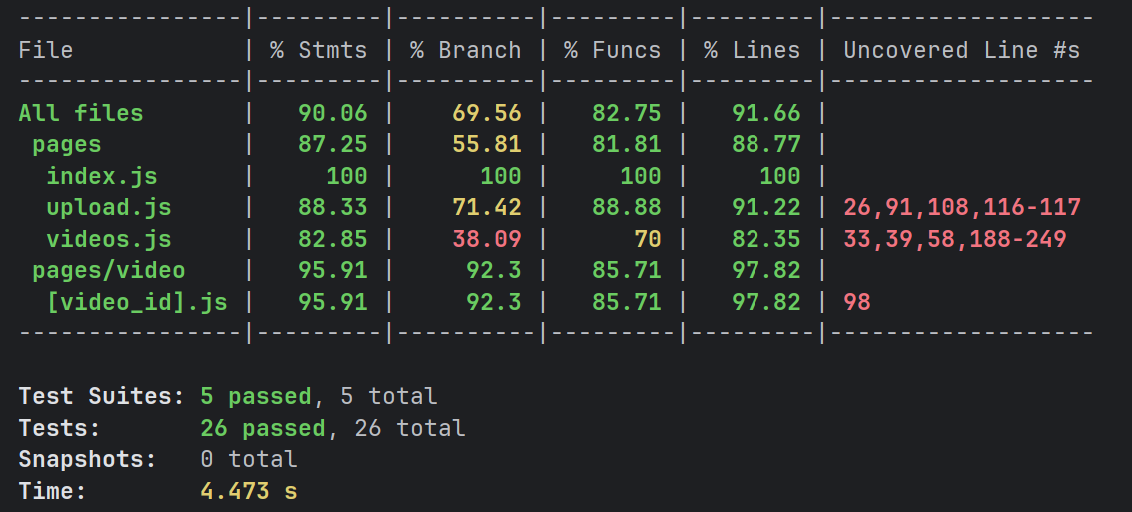 ----------------|---------|----------|---------|---------|-------------------
File            | % Stmts | % Branch | % Funcs | % Lines | Uncovered Line #s
----------------|---------|----------|---------|---------|-------------------
All files       |   90.06 |    69.56 |   82.75 |   91.66 |
 pages          |   87.25 |    55.81 |   81.81 |   88.77 |
  index.js      |     100 |      100 |     100 |     100 |
  upload.js     |   88.33 |    71.42 |   88.88 |   91.22 | 26,91,108,116-117
  videos.js     |   82.85 |    38.09 |      70 |   82.35 | 33,39,58,188-249
 pages/video    |   95.91 |     92.3 |   85.71 |   97.82 |
  [video_id].js |   95.91 |     92.3 |   85.71 |   97.82 | 98
----------------|---------|----------|---------|---------|-------------------
Test Suites: 5 passed, 5 total
Tests:       26 passed, 26 total
Snapshots:   0 total
Time:        4.473 s